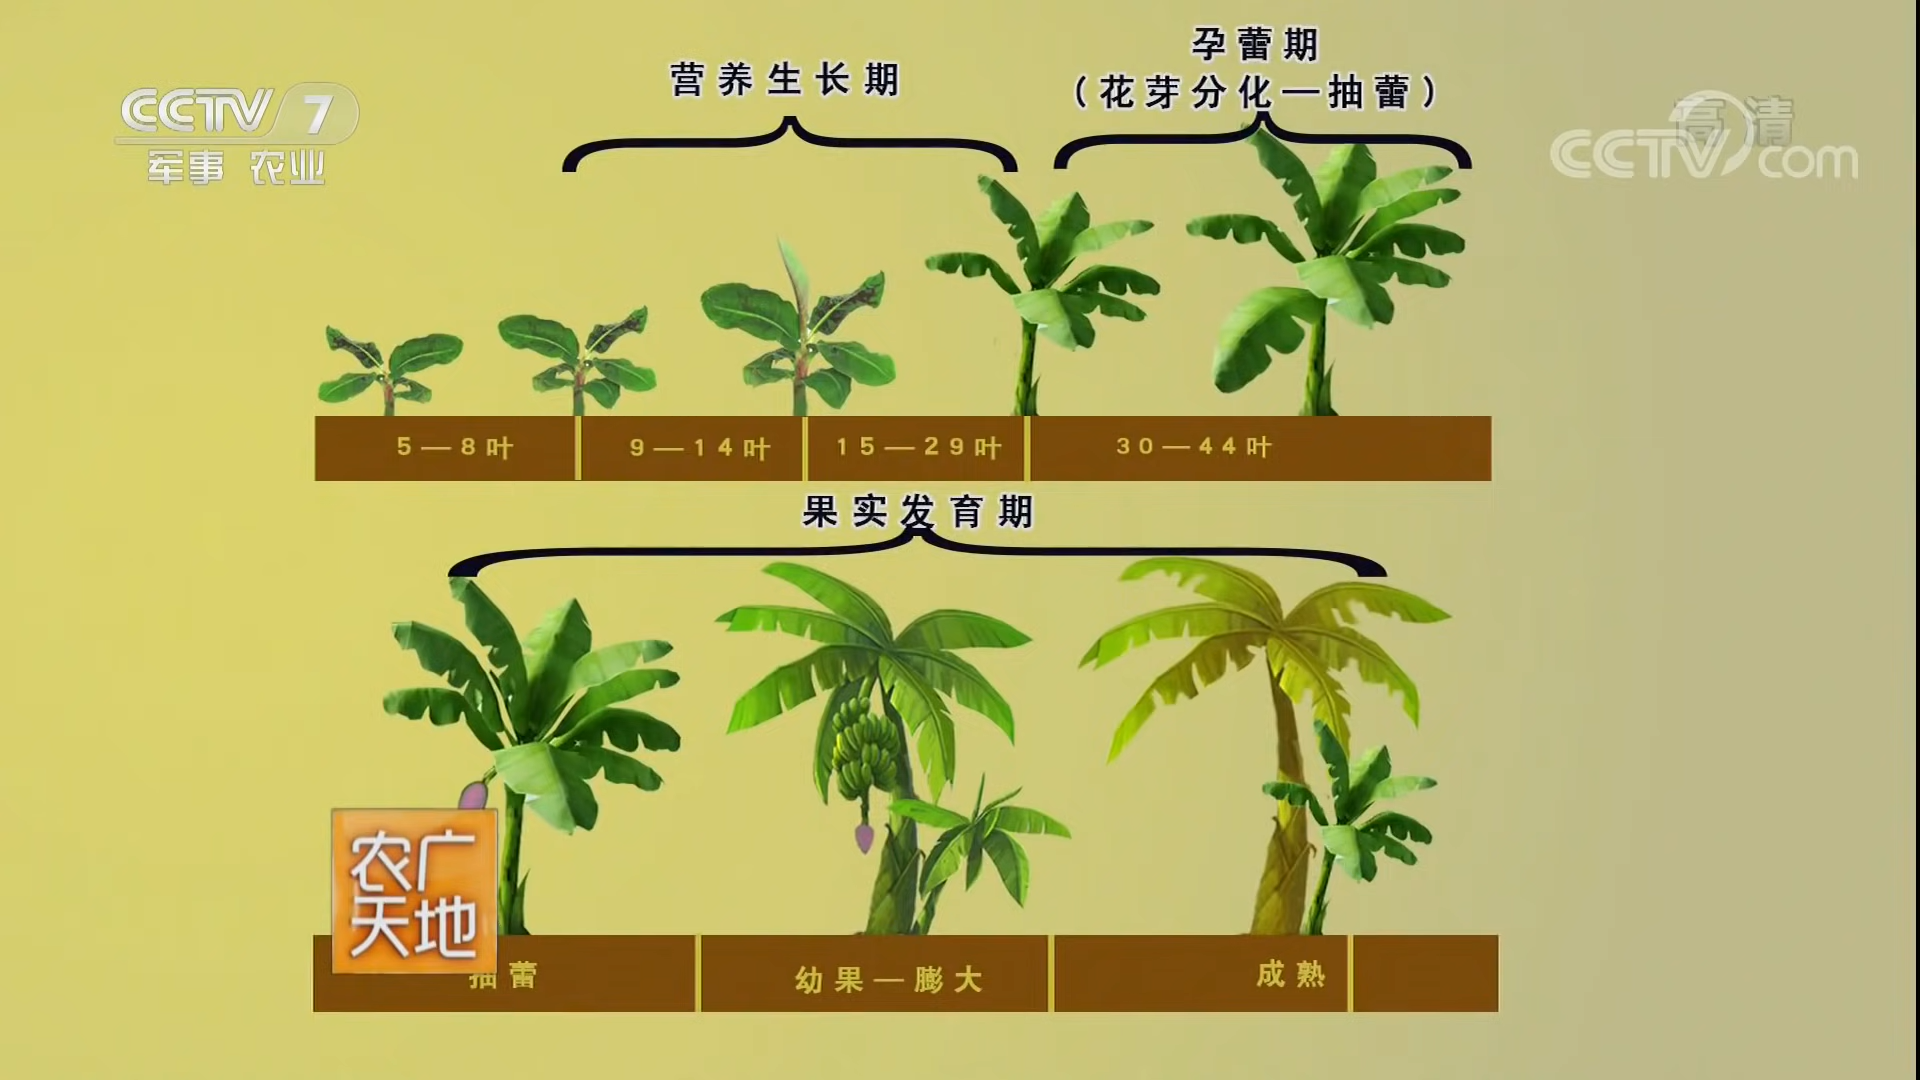 孕蕾期
营养生长期
（花芽分化—抽蕾）
CCTV 7
军事 农业
高清
CCTV.com
5—8叶
9—14叶
15—29叶
30—44叶
果实发育期
农广
天地
抽蕾
幼果—膨大
成熟